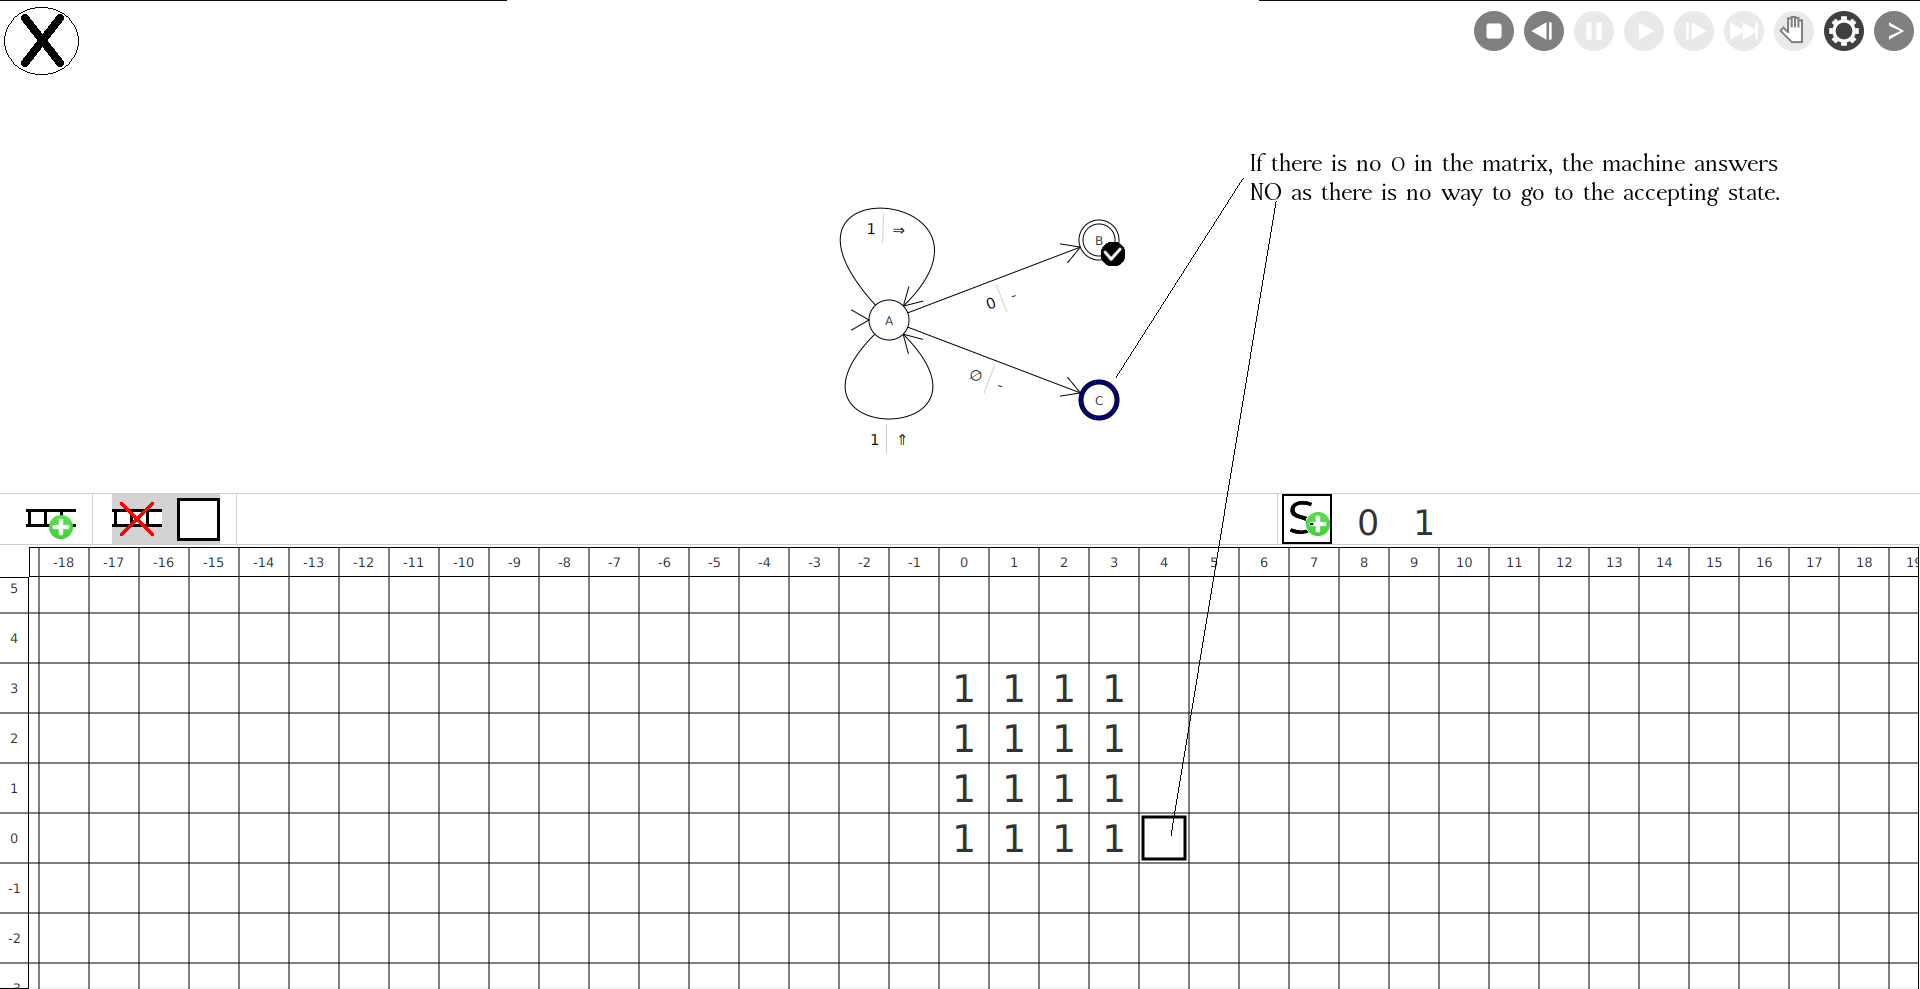 If there is no 0 in the matrix, the machine answers
NO as there is no way to go to the accepting state.
1 ⇒
B
0 -
A
∅ -
C
1 ⇑
S 0 1
-18 -17 -16 -15 -14 -13 -12 -11 -10 -9 -8 -7 -6 -5 -4 -3 -2 -1 0 1 2 3 4 5 6 7 8 9 10 11 12 13 14 15 16 17 18
5
4
3 1 1 1 1
2 1 1 1 1
1 1 1 1 1
0 1 1 1 1
-1
-2